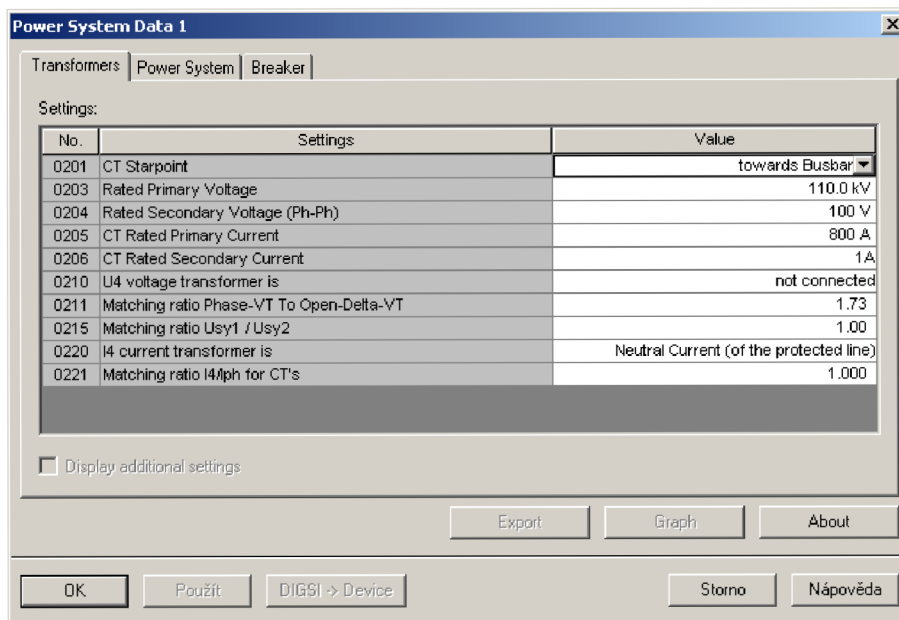 Power System Data 1
Transformers Power System Breaker
Settings:
No. Settings Value
0201 CT Starpoint towards Busbar
0203 Rated Primary Voltage 110.0 kV
0204 Rated Secondary Voltage (Ph-Ph) 100 V
0205 CT Rated Primary Current 800 A
0206 CT Rated Secondary Current 1A
0210 U4 voltage transformer is not connected
0211 Matching ratio Phase-VT To Open-Delta-VT 1.73
0215 Matching ratio Usy1 / Usy2 1.00
0220 I4 current transformer is Neutral Current (of the protected line)
0221 Matching ratio I4/Iph for CT's 1.000
Display additional settings
Export Graph About
OK Použít DIGSI -> Device Storno Nápověda